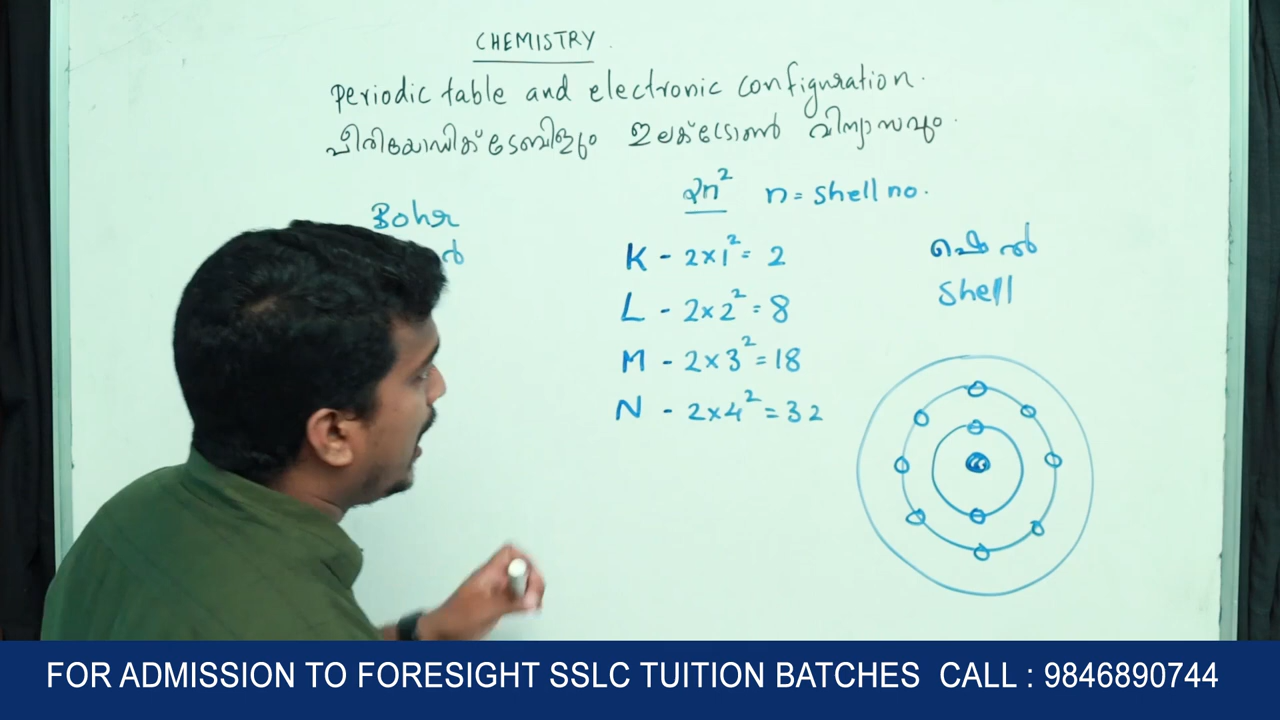 CHEMISTRY.
Periodic table and electronic configuration.
പീരിയോഡിക് ടേബിളും ഇലക്ട്രോൺ വിന്യാസവും.
Bohr
2n² n = shell no.
K - 2×1² = 2
L - 2×2² = 8
M - 2×3² = 18
N - 2×4² = 32
ഷെൽ
Shell
FOR ADMISSION TO FORESIGHT SSLC TUITION BATCHES CALL : 9846890744